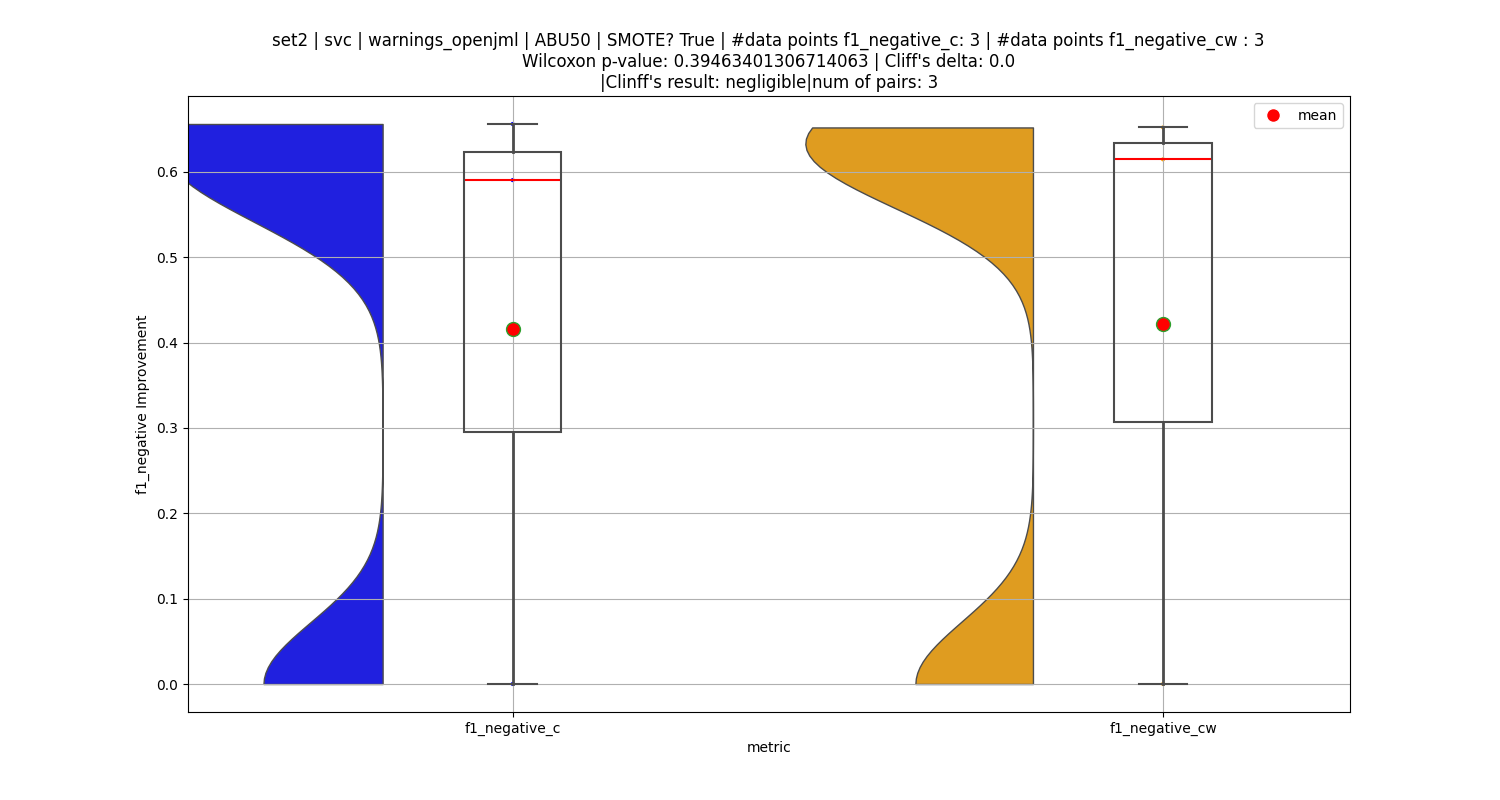 set2 | svc | warnings_openjml | ABU50 | SMOTE? True | #data points f1_negative_c: 3 | #data points f1_negative_cw : 3
Wilcoxon p-value: 0.39463401306714063 | Cliff's delta: 0.0
|Clinff's result: negligible|num of pairs: 3
mean
0.6
0.5
0.4
0.3
0.2
0.1
0.0
f1_negative Improvement
f1_negative_c
f1_negative_cw
metric